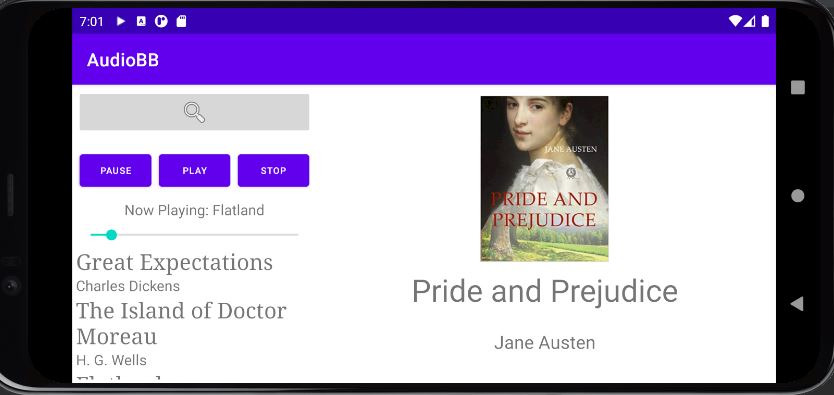 7:01
AudioBB
PAUSE PLAY STOP
Now Playing: Flatland
Great Expectations
Charles Dickens
The Island of Doctor
Moreau
H. G. Wells
JANE AUSTEN
PRIDE AND
PREJUDICE
Pride and Prejudice
Jane Austen